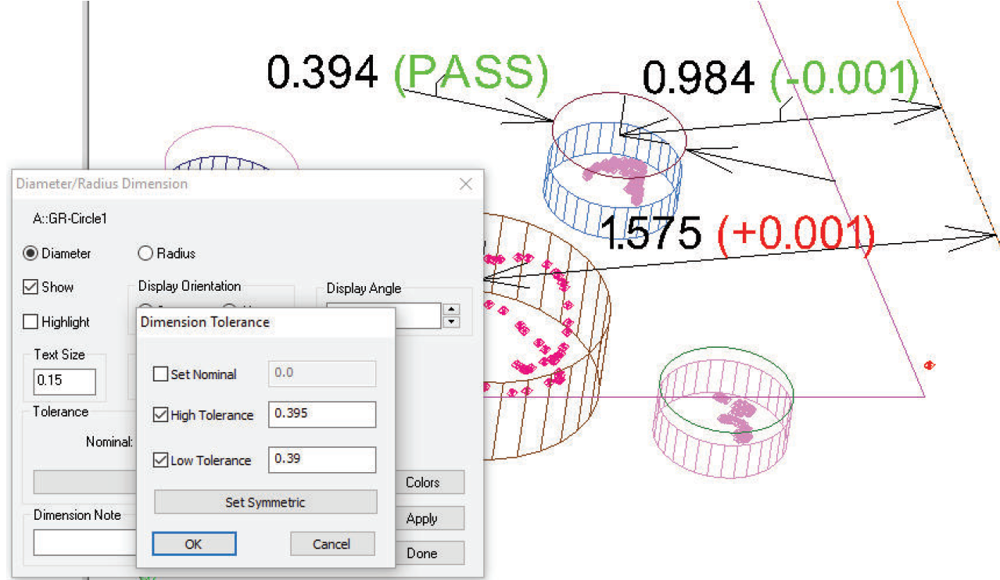 0.394 (PASS)
0.984 (-0.001)
1.575 (+0.001)
Diameter/Radius Dimension
A::GR-Circle1
Diameter
Radius
Show
Display Orientation
Display Angle
Highlight
Text Size
0.15
Tolerance
Nominal:
Colors
Dimension Note
Apply
Done
Dimension Tolerance
Set Nominal
0.0
High Tolerance
0.395
Low Tolerance
0.39
Set Symmetric
OK
Cancel